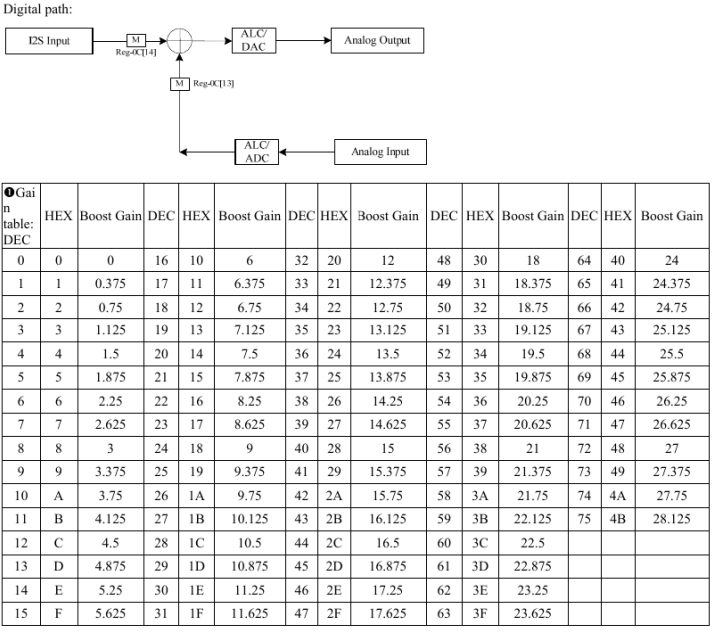 Digital path:
I2S Input
M
Reg-0C[14]
ALC/
DAC
Analog Output
M Reg-0C[13]
ALC/
ADC
Analog Input
❶Gai
n
table:
DEC HEX Boost Gain DEC HEX Boost Gain DEC HEX Boost Gain DEC HEX Boost Gain DEC HEX Boost Gain
0 0 0 16 10 6 32 20 12 48 30 18 64 40 24
1 1 0.375 17 11 6.375 33 21 12.375 49 31 18.375 65 41 24.375
2 2 0.75 18 12 6.75 34 22 12.75 50 32 18.75 66 42 24.75
3 3 1.125 19 13 7.125 35 23 13.125 51 33 19.125 67 43 25.125
4 4 1.5 20 14 7.5 36 24 13.5 52 34 19.5 68 44 25.5
5 5 1.875 21 15 7.875 37 25 13.875 53 35 19.875 69 45 25.875
6 6 2.25 22 16 8.25 38 26 14.25 54 36 20.25 70 46 26.25
7 7 2.625 23 17 8.625 39 27 14.625 55 37 20.625 71 47 26.625
8 8 3 24 18 9 40 28 15 56 38 21 72 48 27
9 9 3.375 25 19 9.375 41 29 15.375 57 39 21.375 73 49 27.375
10 A 3.75 26 1A 9.75 42 2A 15.75 58 3A 21.75 74 4A 27.75
11 B 4.125 27 1B 10.125 43 2B 16.125 59 3B 22.125 75 4B 28.125
12 C 4.5 28 1C 10.5 44 2C 16.5 60 3C 22.5
13 D 4.875 29 1D 10.875 45 2D 16.875 61 3D 22.875
14 E 5.25 30 1E 11.25 46 2E 17.25 62 3E 23.25
15 F 5.625 31 1F 11.625 47 2F 17.625 63 3F 23.625